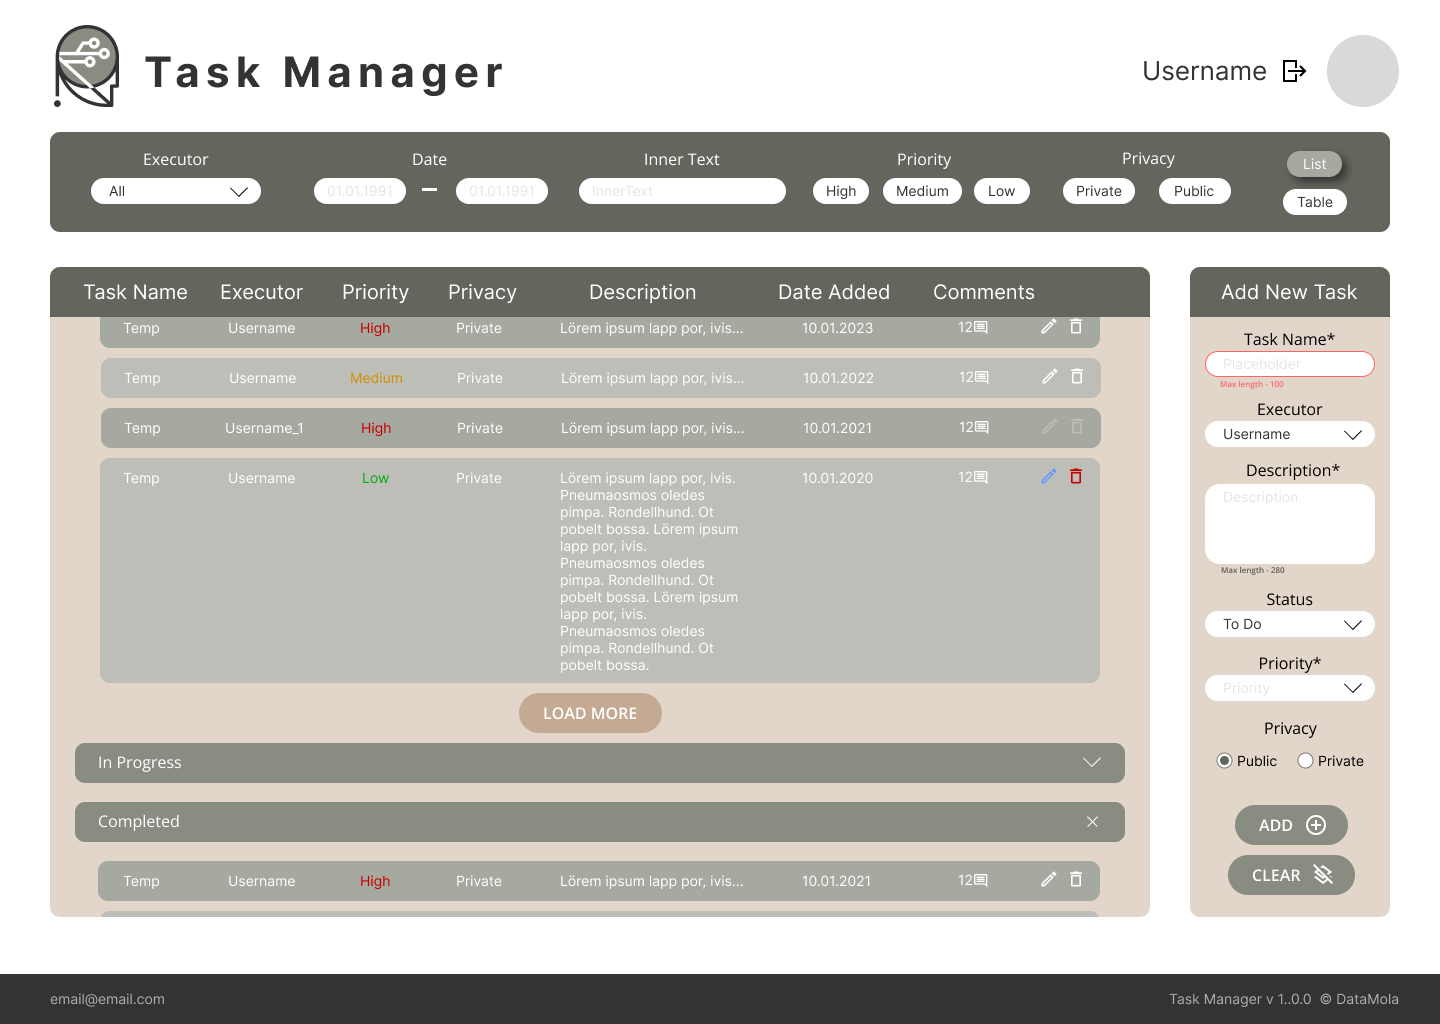 Task Manager
Username
Executor Date Inner Text Priority Privacy
List
All 01.01.1991 01.01.1991 InnerText High Medium Low Private Public
Table
Task Name Executor Priority Privacy Description Date Added Comments
Temp Username High Private Lörem ipsum lapp por, ivis... 10.01.2023 12
Temp Username Medium Private Lörem ipsum lapp por, ivis... 10.01.2022 12
Temp Username_1 High Private Lörem ipsum lapp por, ivis... 10.01.2021 12
Temp Username Low Private Lörem ipsum lapp por, ivis. 10.01.2020 12
Pneumaosmos oledes
pimpa. Rondellhund. Ot
pobelt bossa. Lörem ipsum
lapp por, ivis.
Pneumaosmos oledes
pimpa. Rondellhund. Ot
pobelt bossa. Lörem ipsum
lapp por, ivis.
Pneumaosmos oledes
pimpa. Rondellhund. Ot
pobelt bossa.
LOAD MORE
In Progress
Completed
Temp Username High Private Lörem ipsum lapp por, ivis... 10.01.2021 12
Add New Task
Task Name*
Placeholder
Max length - 100
Executor
Username
Description*
Description
Max length - 280
Status
To Do
Priority*
Priority
Privacy
Public Private
ADD
CLEAR
email@email.com
Task Manager v 1..0.0 © DataMola